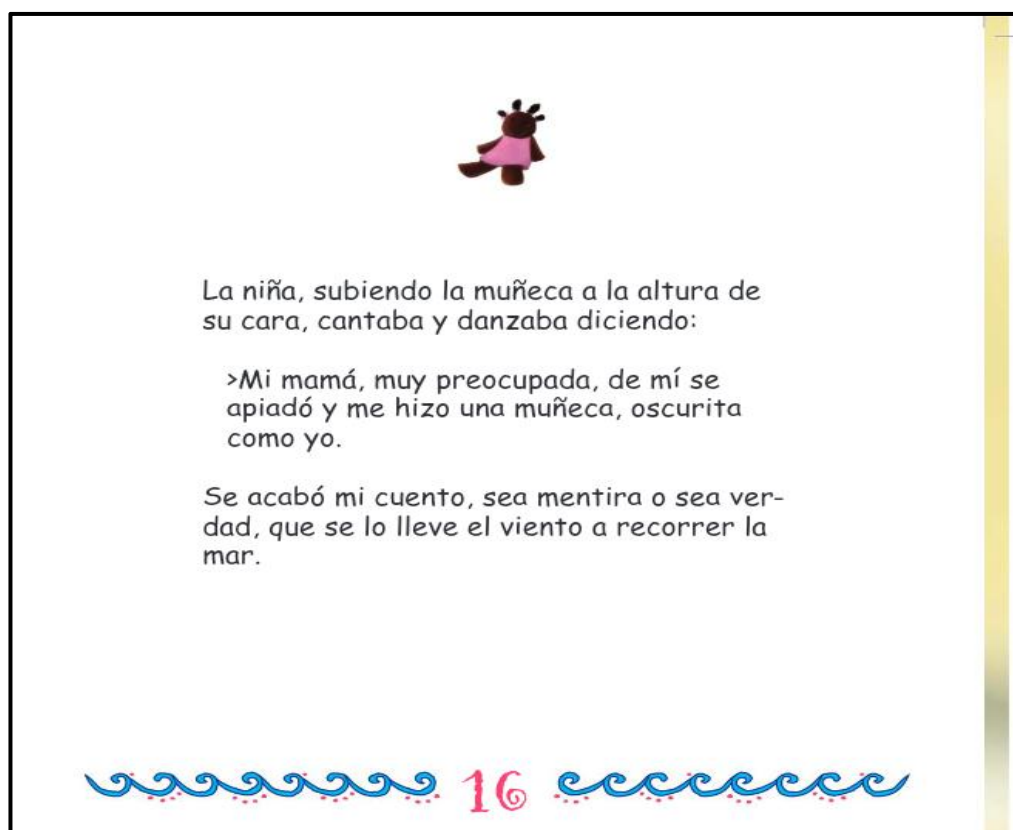 La niña, subiendo la muñeca a la altura de
su cara, cantaba y danzaba diciendo:
>Mi mamá, muy preocupada, de mí se
apiadó y me hizo una muñeca, oscurita
como yo.
Se acabó mi cuento, sea mentira o sea ver-
dad, que se lo lleve el viento a recorrer la
mar.
16